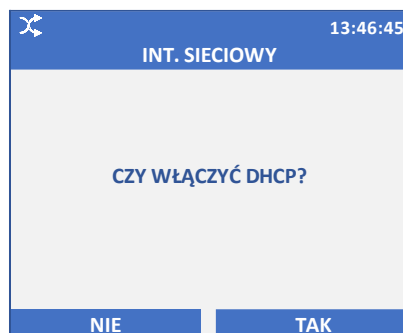 13:46:45
INT. SIECIOWY
CZY WŁĄCZYĆ DHCP?
NIE TAK